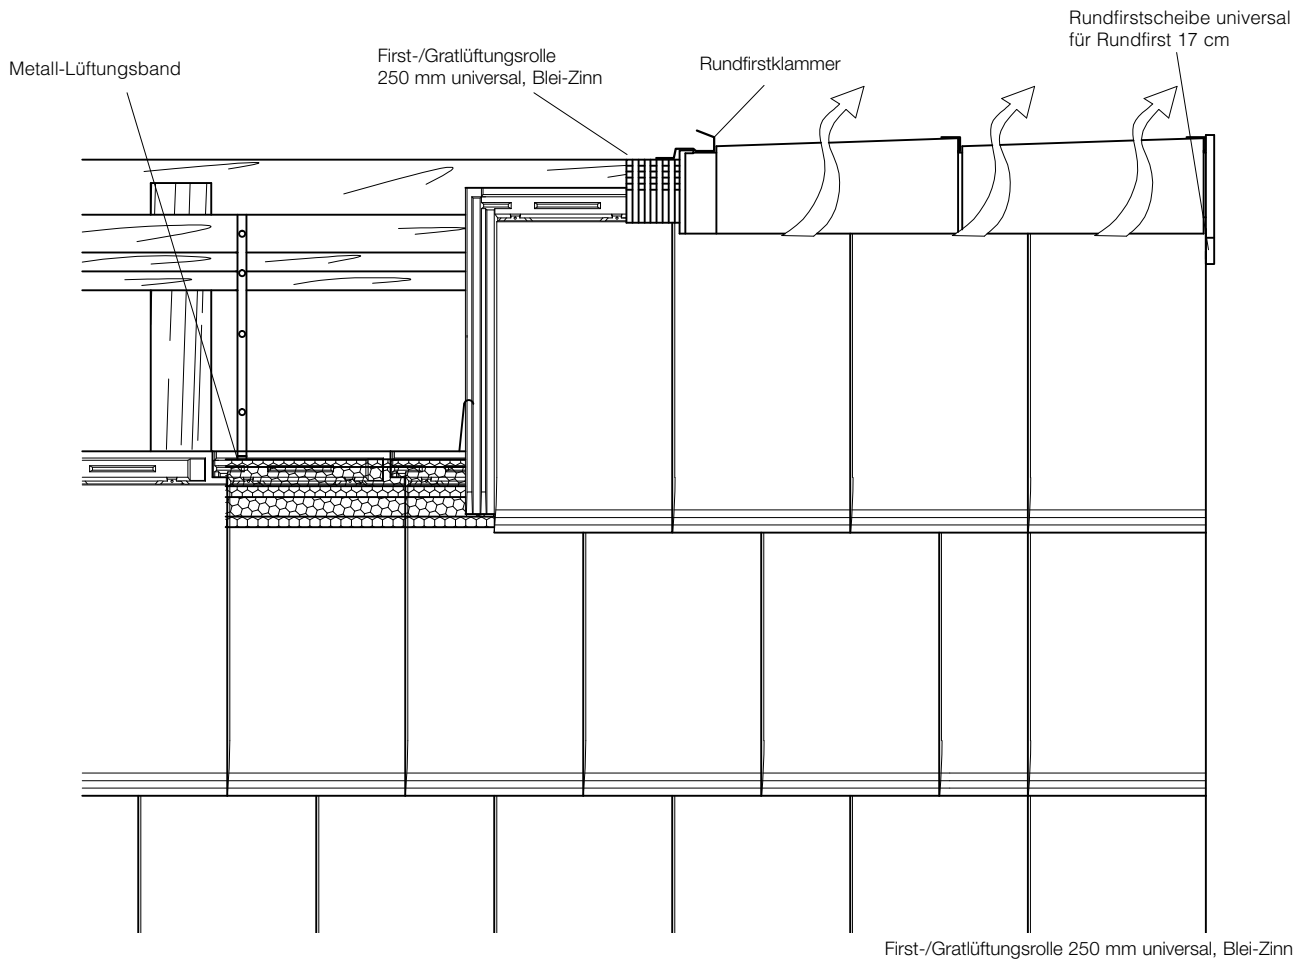 Rundfirstscheibe universal
für Rundfirst 17 cm
First-/Gratlüftungsrolle
250 mm universal, Blei-Zinn
Rundfirstklammer
Metall-Lüftungsband
First-/Gratlüftungsrolle 250 mm universal, Blei-Zinn